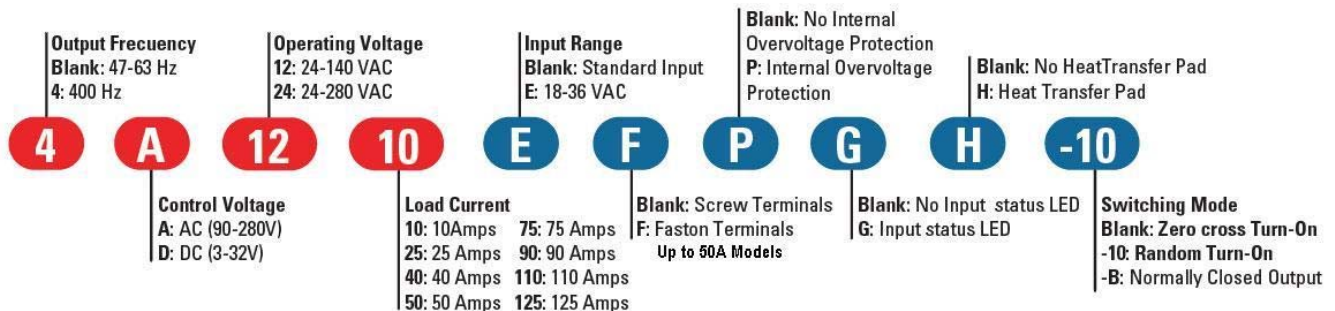 Output Frecuency
Blank: 47-63 Hz
4: 400 Hz
Operating Voltage
12: 24-140 VAC
24: 24-280 VAC
Input Range
Blank: Standard Input
E: 18-36 VAC
Blank: No Internal
Overvoltage Protection
P: Internal Overvoltage
Protection
Blank: No HeatTransfer Pad
H: Heat Transfer Pad
4 A 12 10 E F P G H -10
Control Voltage
A: AC (90-280V)
D: DC (3-32V)
Load Current
10: 10Amps 75: 75 Amps
25: 25 Amps 90: 90 Amps
40: 40 Amps 110: 110 Amps
50: 50 Amps 125: 125 Amps
Blank: Screw Terminals
F: Faston Terminals
Up to 50A Models
Blank: No Input status LED
G: Input status LED
Switching Mode
Blank: Zero cross Turn-On
-10: Random Turn-On
-B: Normally Closed Output